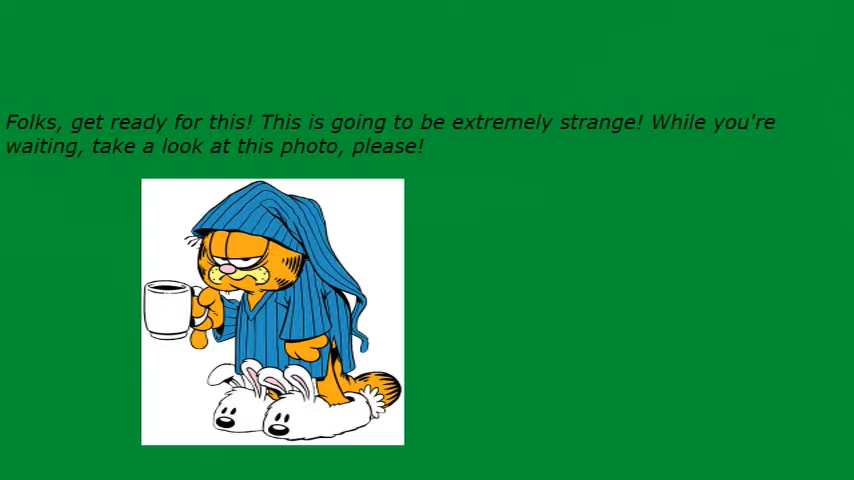 Folks, get ready for this! This is going to be extremely strange! While you're
waiting, take a look at this photo, please!